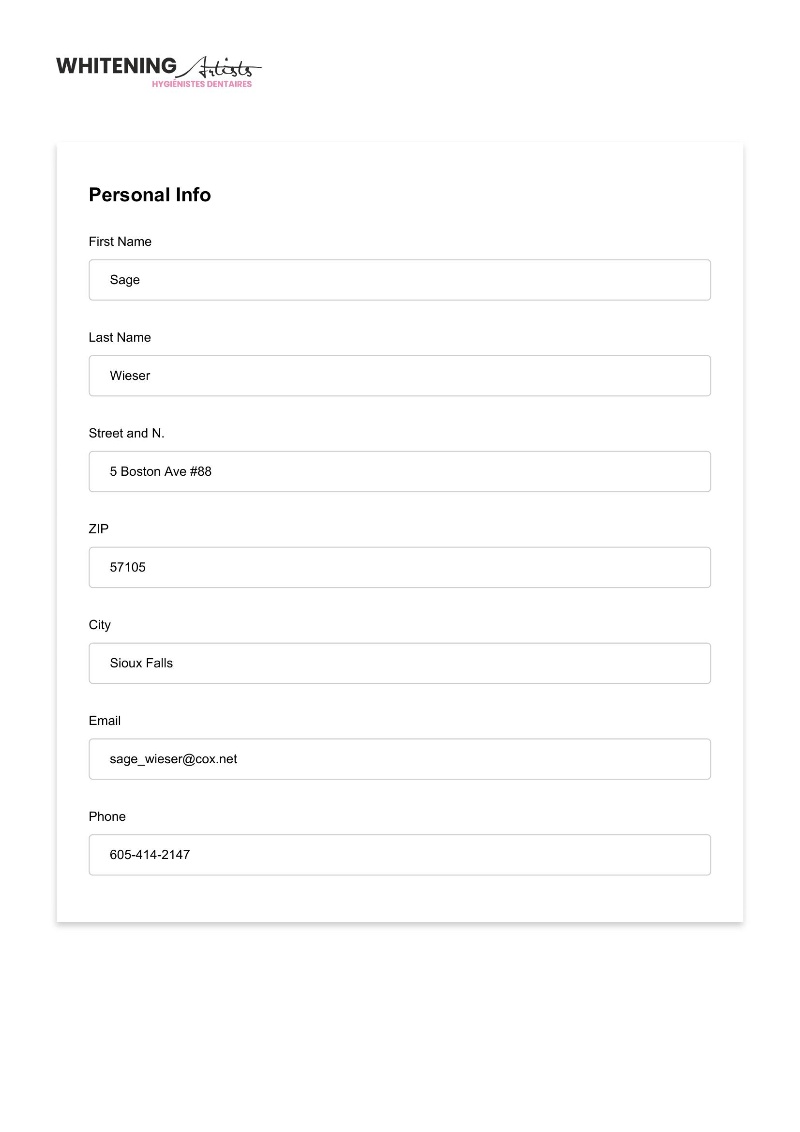 WHITENING Artists
HYGIÉNISTES DENTAIRES
Personal Info
First Name
Sage
Last Name
Wieser
Street and N.
5 Boston Ave #88
ZIP
57105
City
Sioux Falls
Email
sage_wieser@cox.net
Phone
605-414-2147